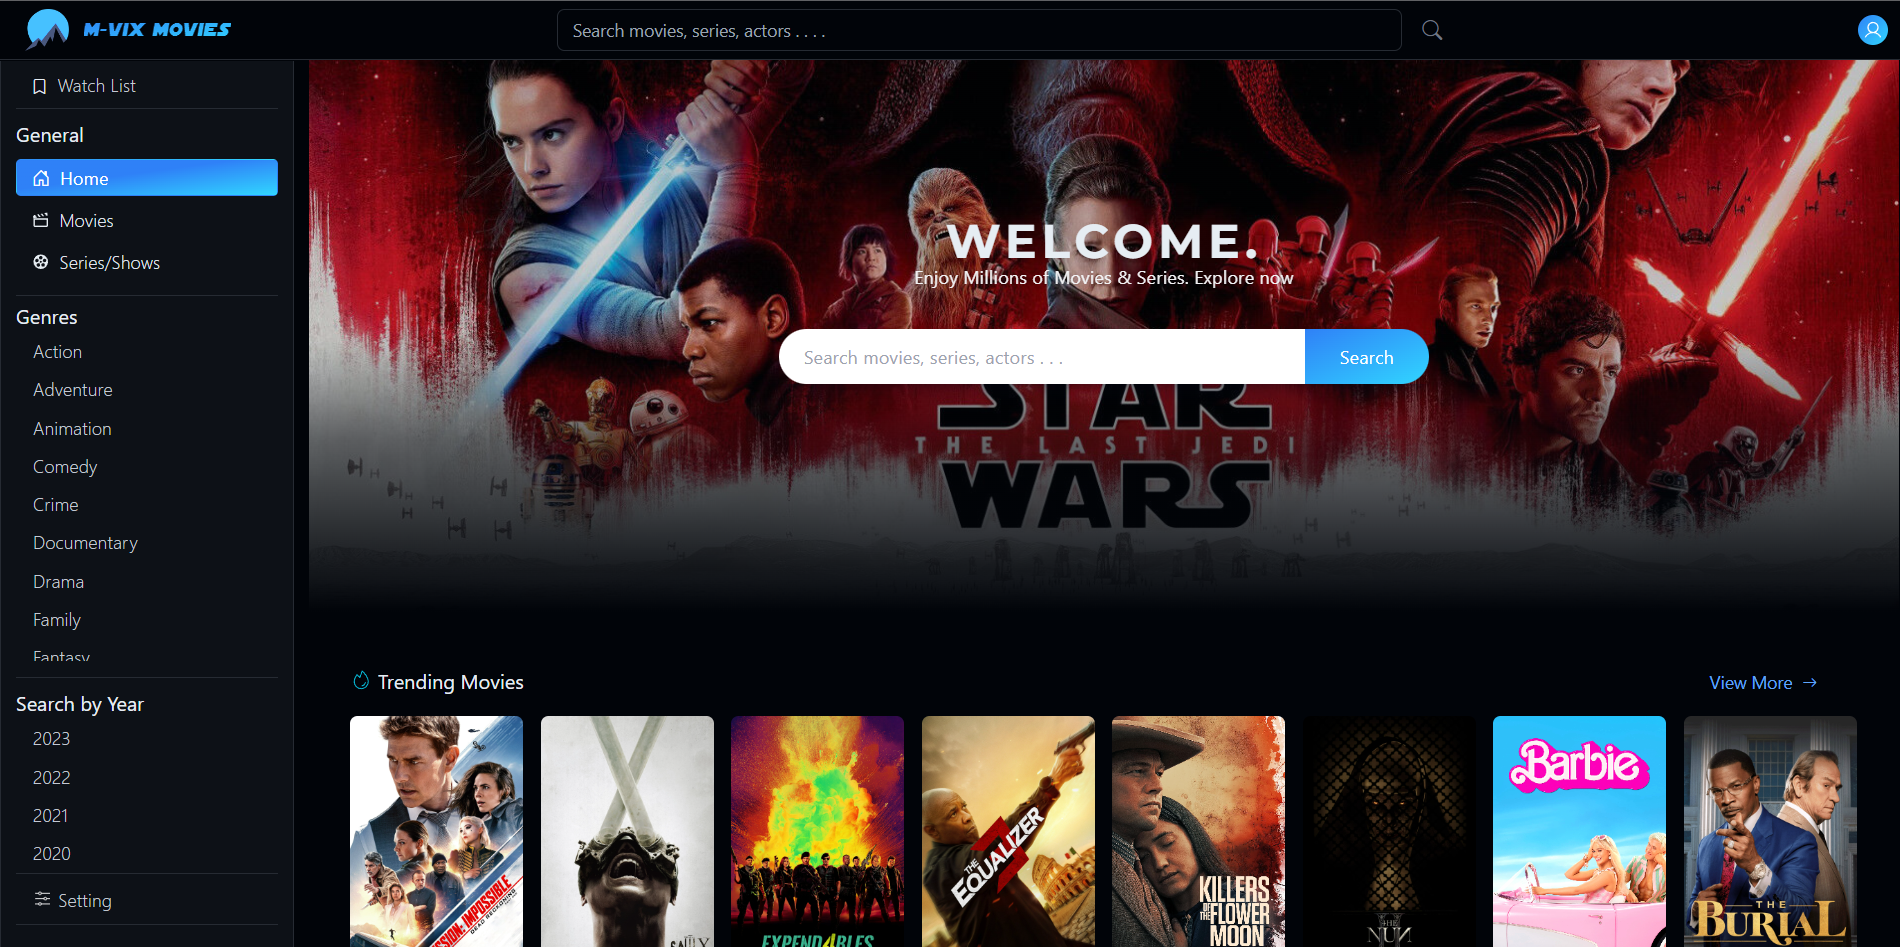 M-VIX MOVIES
Search movies, series, actors . . . .
Watch List
General
Home
Movies
Series/Shows
Genres
Action
Adventure
Animation
Comedy
Crime
Documentary
Drama
Family
Fantasy
Search by Year
2023
2022
2021
2020
Setting
WELCOME.
Enjoy Millions of Movies & Series. Explore now
Search movies, series, actors . . .
Search
STAR
THE LAST JEDI
WARS
Trending Movies
View More
MISSION: IMPOSSIBLE
DEAD RECKONING
SAW X
EXPEND4BLES
THE
EQUALIZER
3
KILLERS
OF THE
FLOWER
MOON
THE
NUN
Barbie
THE
BURIAL